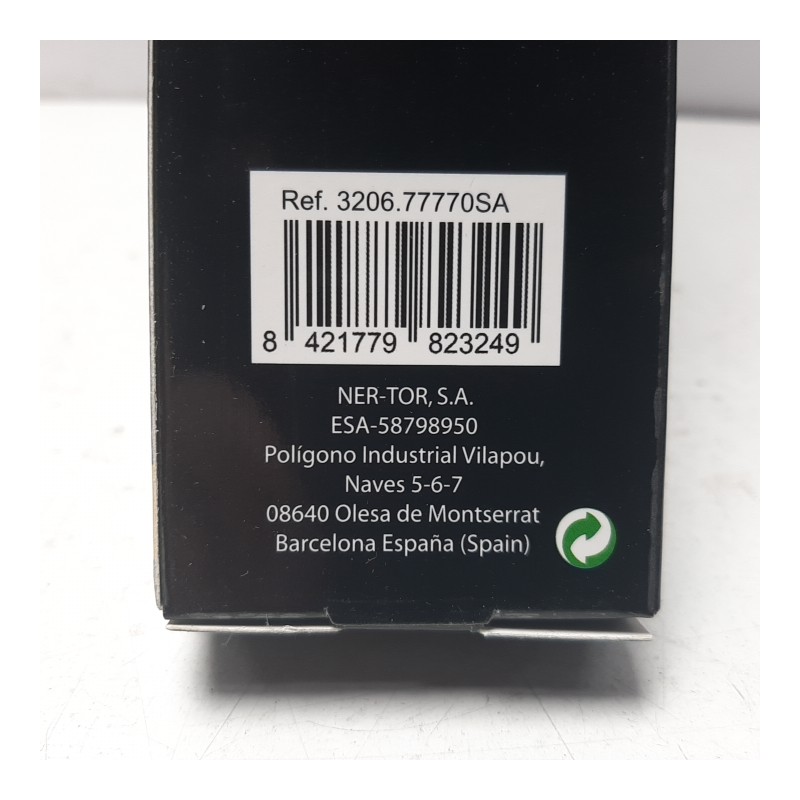 Ref. 3206.77770SA
8 421779 823249
NER-TOR, S.A.
ESA-58798950
Polígono Industrial Vilapou,
Naves 5-6-7
08640 Olesa de Montserrat
Barcelona España (Spain)